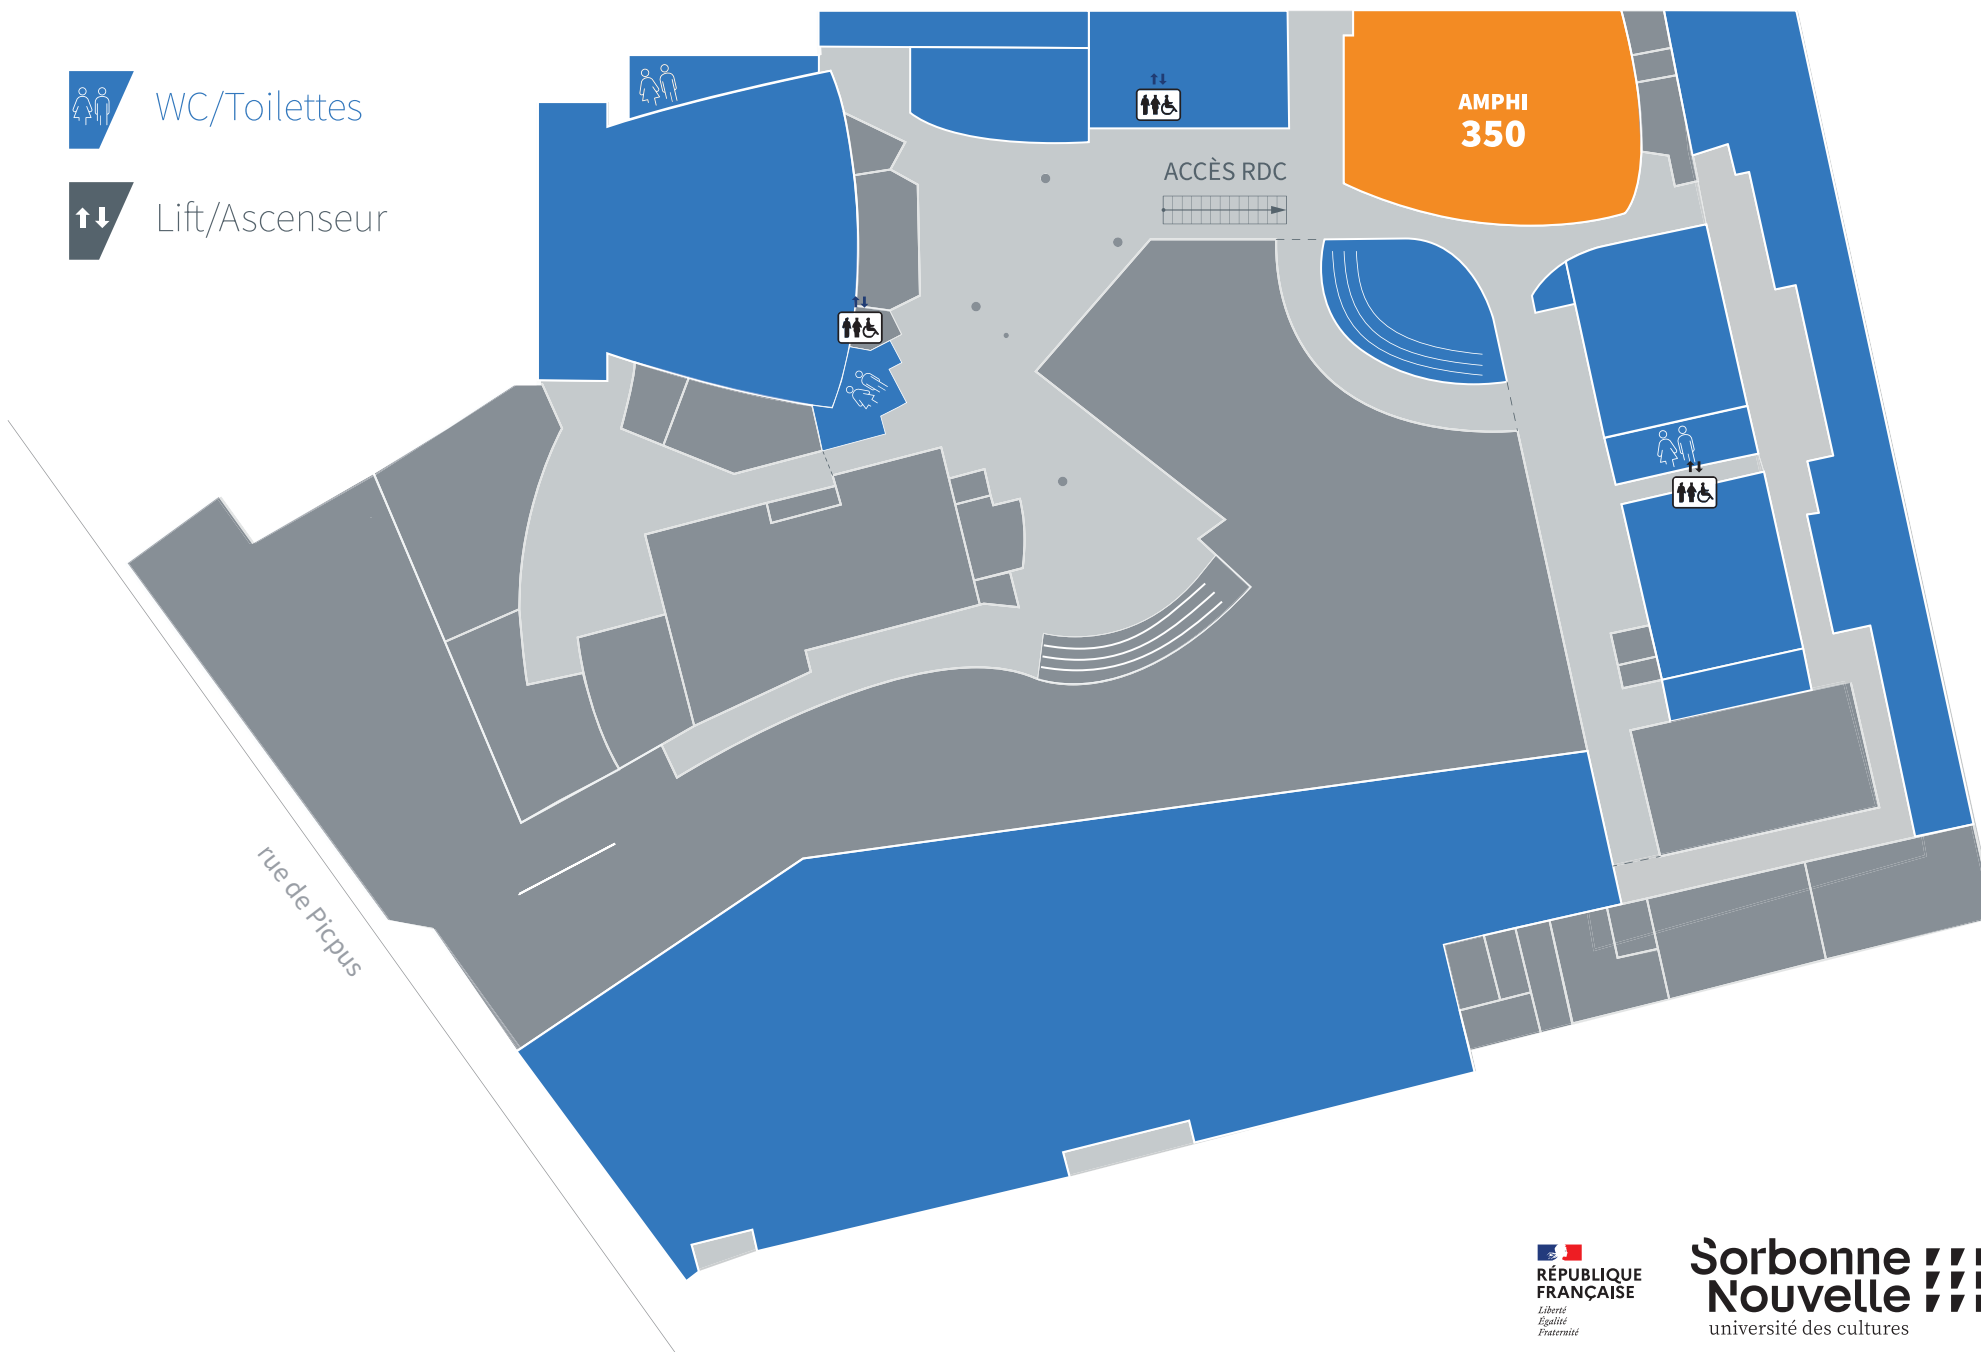 WC/Toilettes
Lift/Ascenseur
AMPHI
350
ACCÈS RDC
rue de Picpus
RÉPUBLIQUE
FRANÇAISE
Liberté
Égalité
Fraternité
Sorbonne
Nouvelle
université des cultures